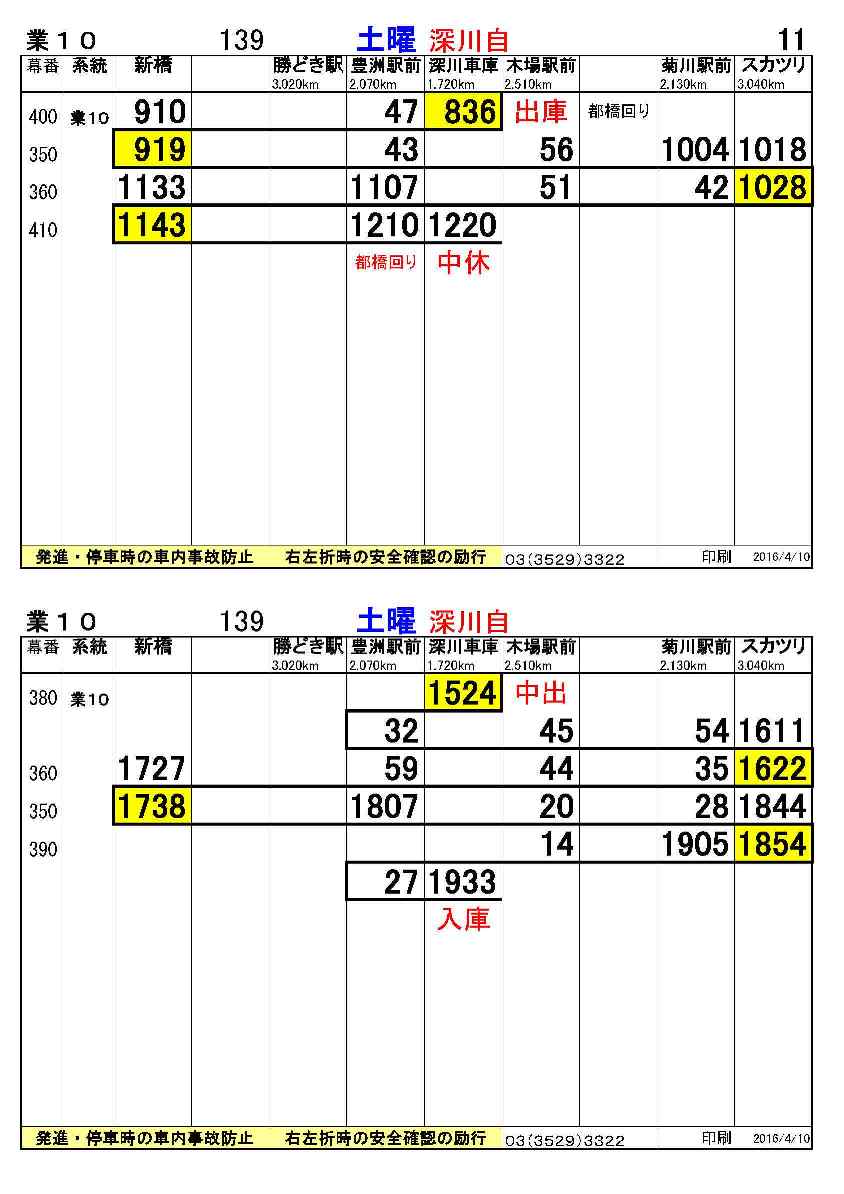 業１０ 139 土曜 深川自 11
幕番 系統 新橋 勝どき駅 豊洲駅前 深川車庫 木場駅前 菊川駅前 スカツリ
3.020km 2.070km 1.720km 2.510km 2.130km 3.040km
400 業10 910 47 836 出庫 都橋回り
350 919 43 56 1004 1018
360 1133 1107 51 42 1028
410 1143 1210 1220
都橋回り 中休
発進・停車時の車内事故防止 右左折時の安全確認の励行 03(3529)3322 印刷 2016/4/10
業１０ 139 土曜 深川自
幕番 系統 新橋 勝どき駅 豊洲駅前 深川車庫 木場駅前 菊川駅前 スカツリ
3.020km 2.070km 1.720km 2.510km 2.130km 3.040km
380 業10 1524 中出
32 45 54 1611
360 1727 59 44 35 1622
350 1738 1807 20 28 1844
390 14 1905 1854
27 1933
入庫
発進・停車時の車内事故防止 右左折時の安全確認の励行 03(3529)3322 印刷 2016/4/10